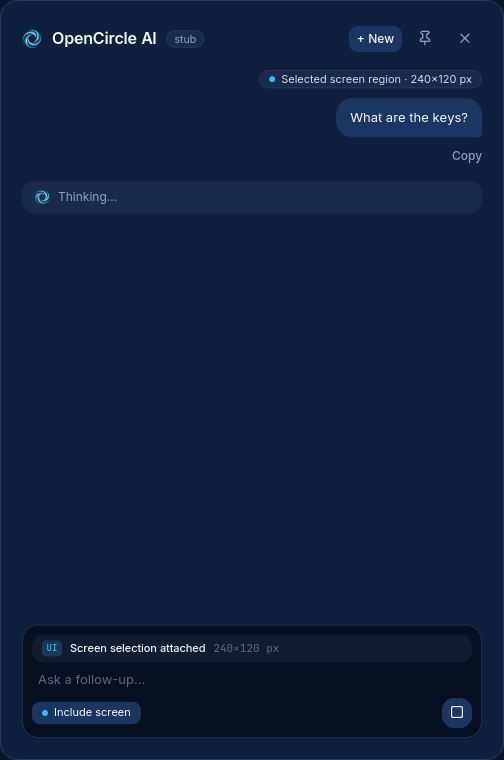 OpenCircle AI stub + New
Selected screen region · 240×120 px
What are the keys?
Copy
Thinking...
UI Screen selection attached 240×120 px
Ask a follow-up...
Include screen